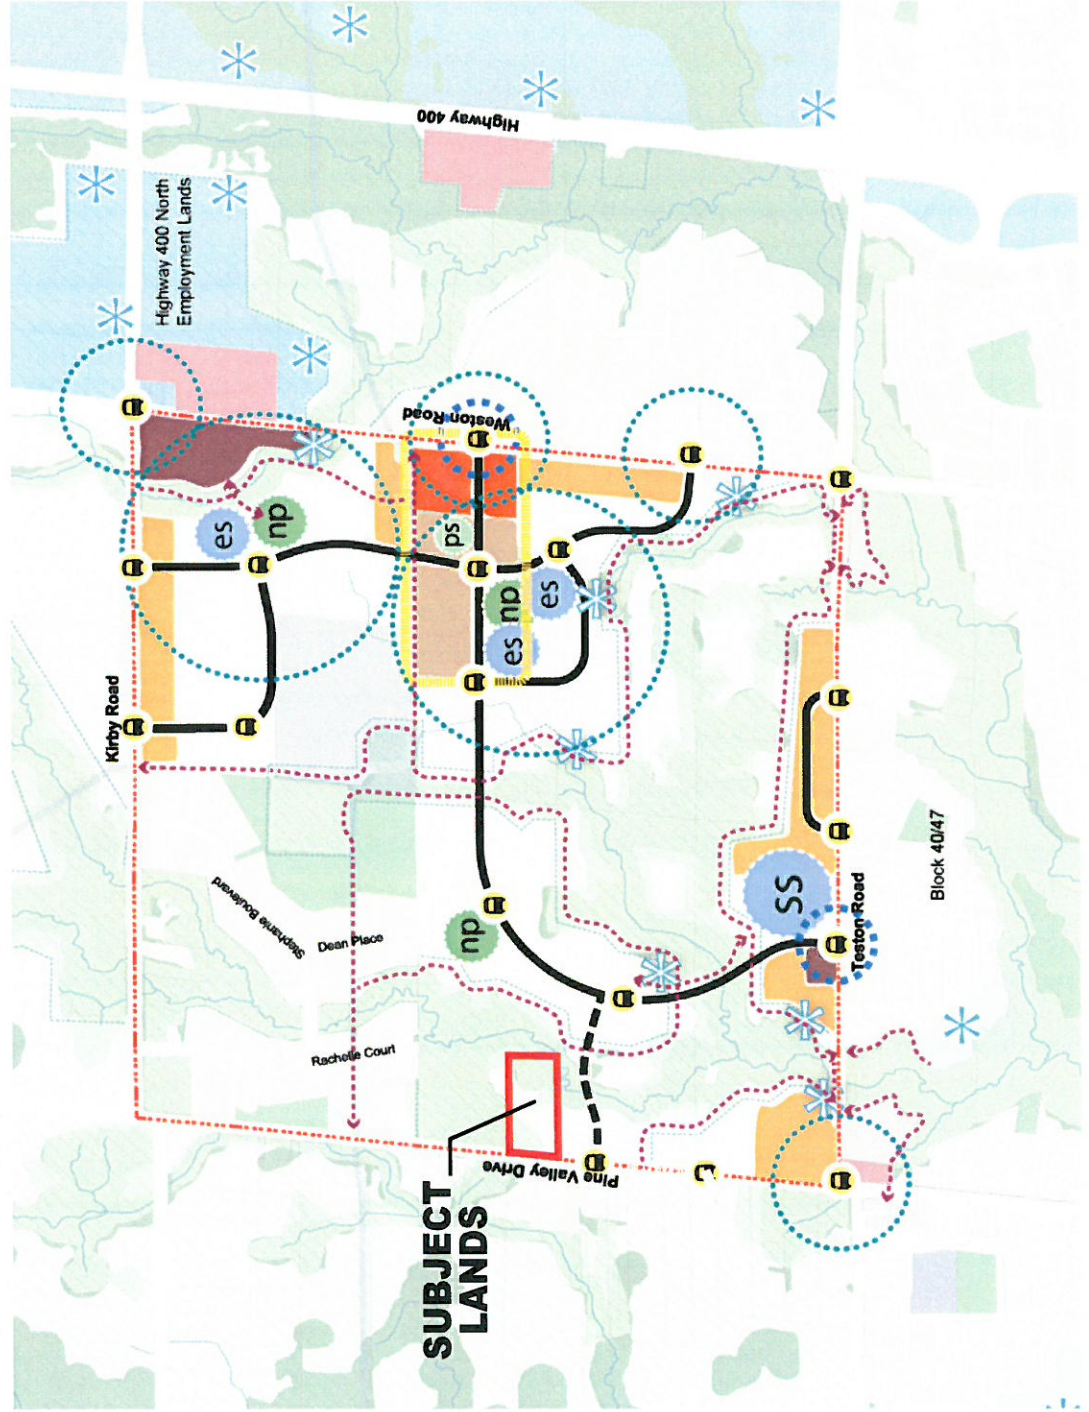 Highway 400
Highway 400 North
Employment Lands
Weston Road
es
np
ps
np
es
es
Kirby Road
Stephanie Boulevard
Dean Place
np
Rachelle Court
SS
Teston Road
Block 40/47
Pine Valley Drive
SUBJECT
LANDS